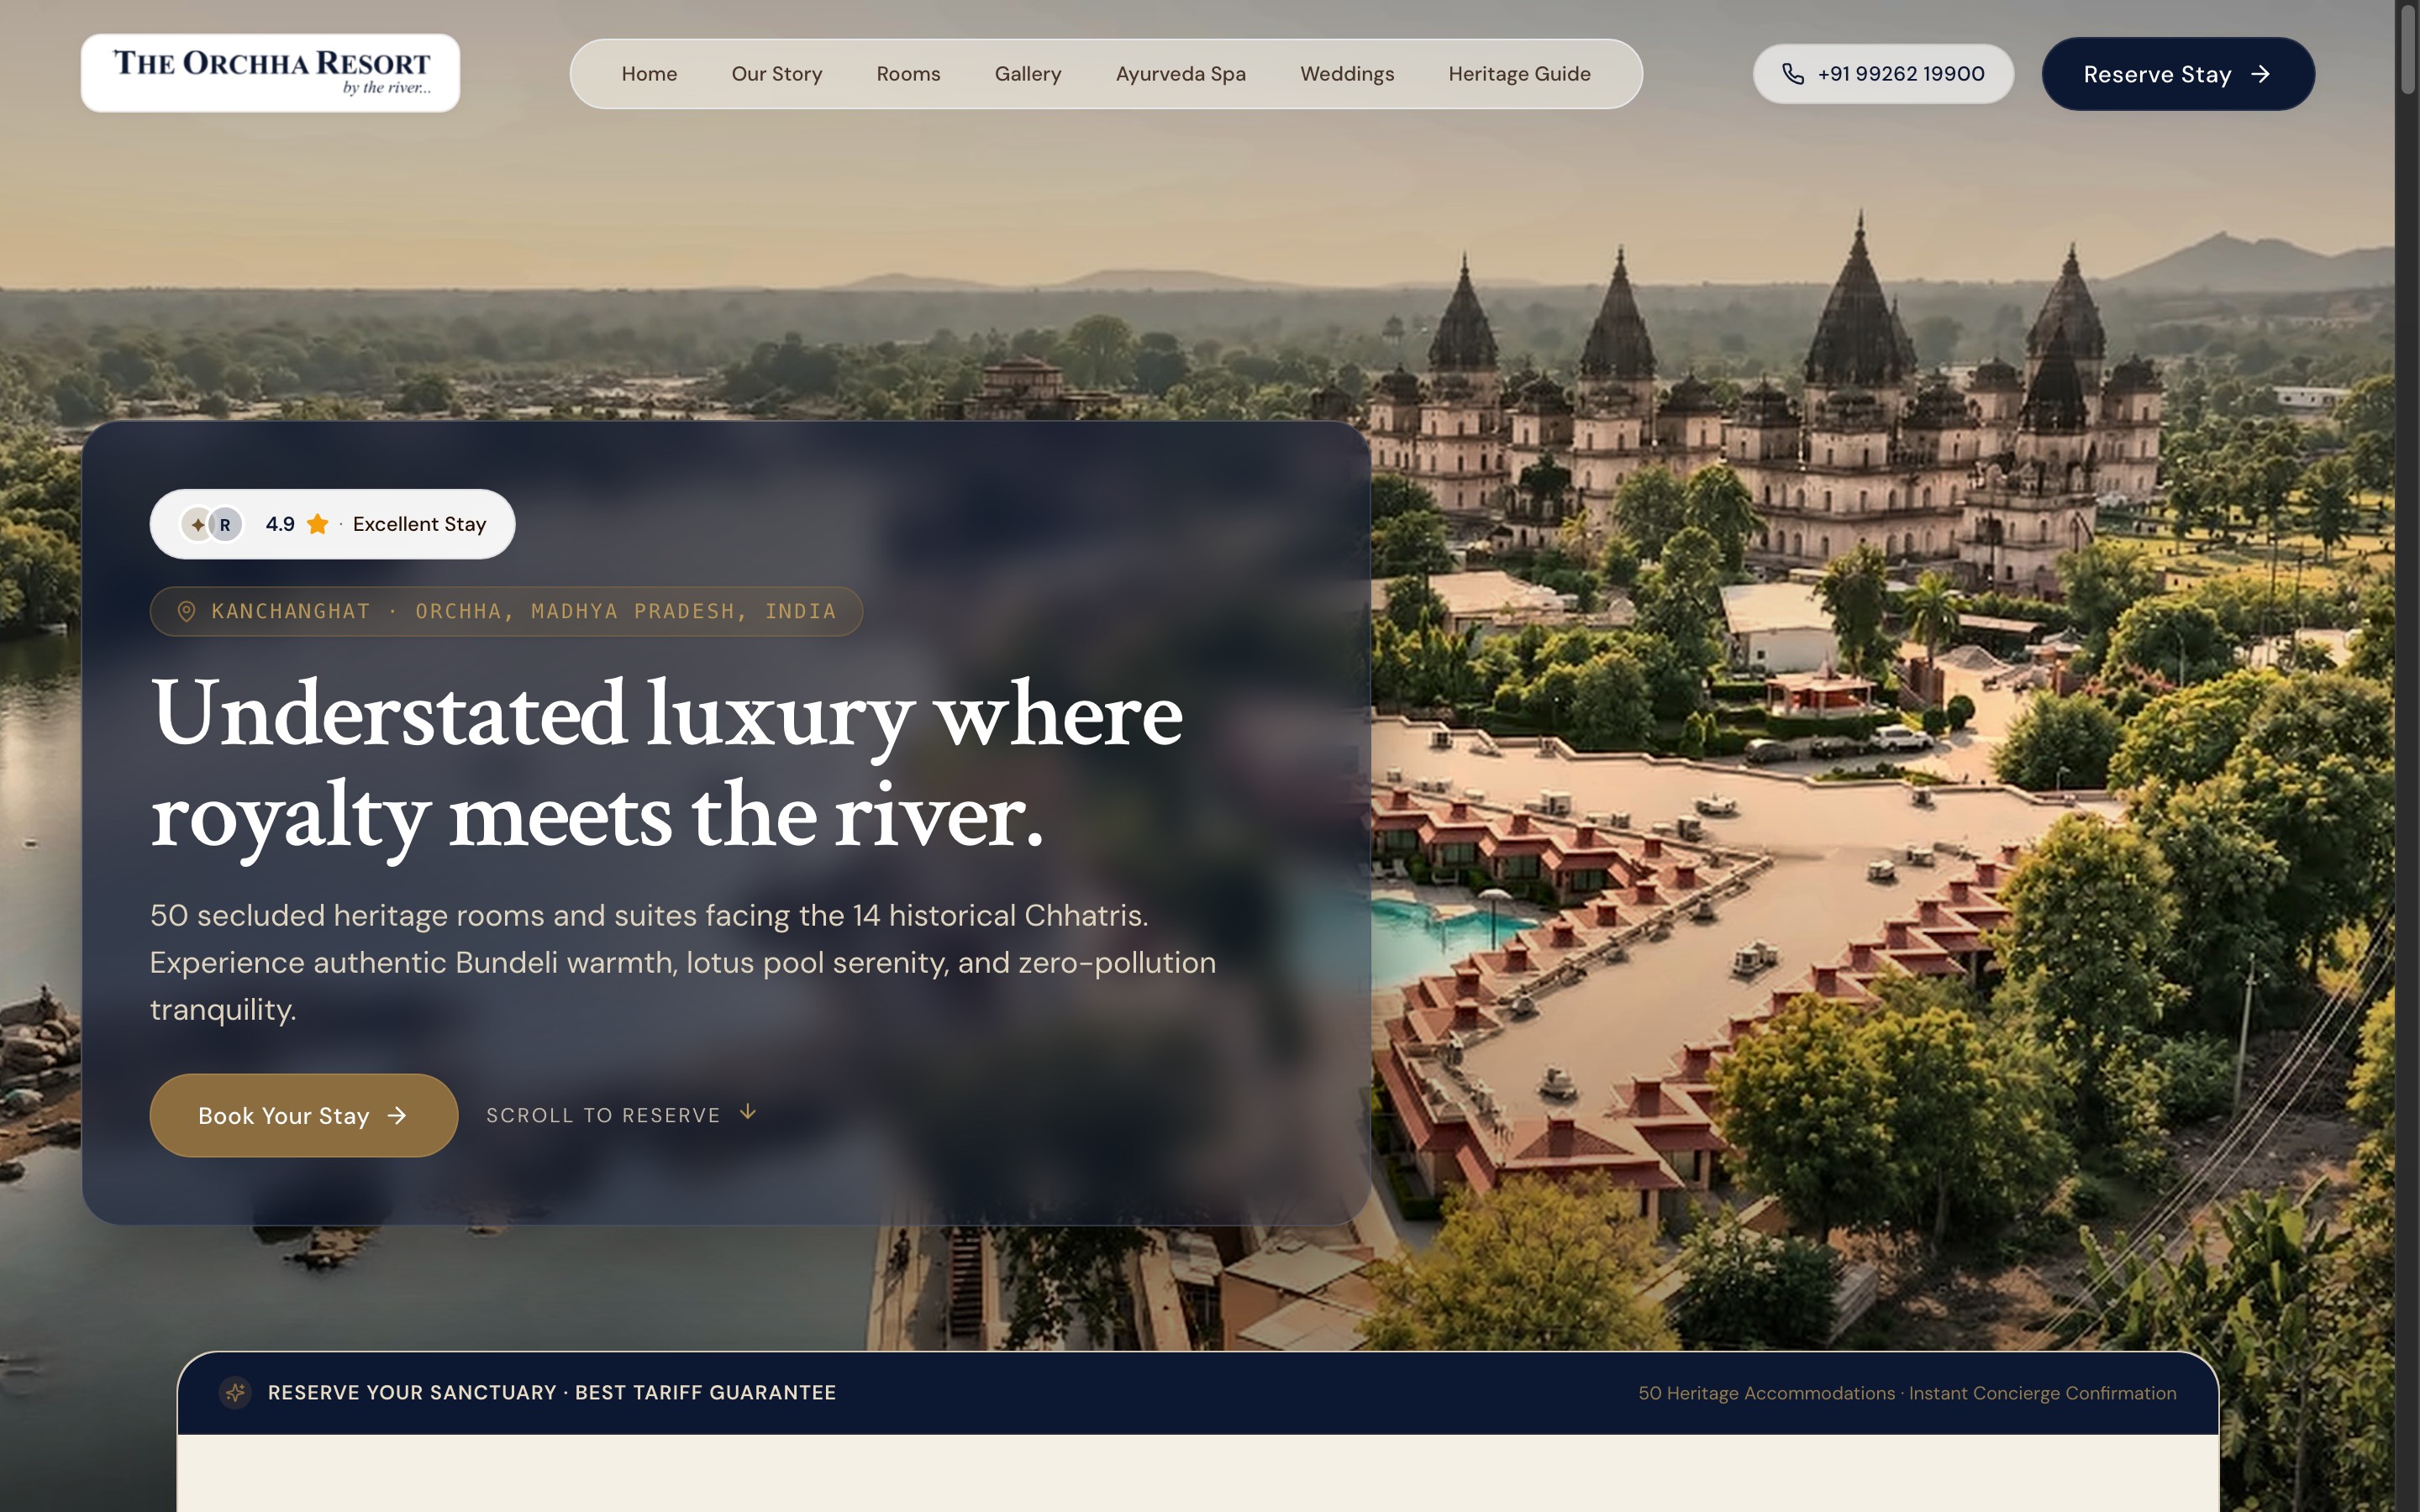 THE ORCHHA RESORT
by the river...
Home
Our Story
Rooms
Gallery
Ayurveda Spa
Weddings
Heritage Guide
+91 99262 19900
Reserve Stay
R
4.9 · Excellent Stay
KANCHANGHAT · ORCHHA, MADHYA PRADESH, INDIA
Understated luxury where
royalty meets the river.
50 secluded heritage rooms and suites facing the 14 historical Chhatris.
Experience authentic Bundeli warmth, lotus pool serenity, and zero-pollution
tranquility.
Book Your Stay
SCROLL TO RESERVE
RESERVE YOUR SANCTUARY · BEST TARIFF GUARANTEE
50 Heritage Accommodations · Instant Concierge Confirmation